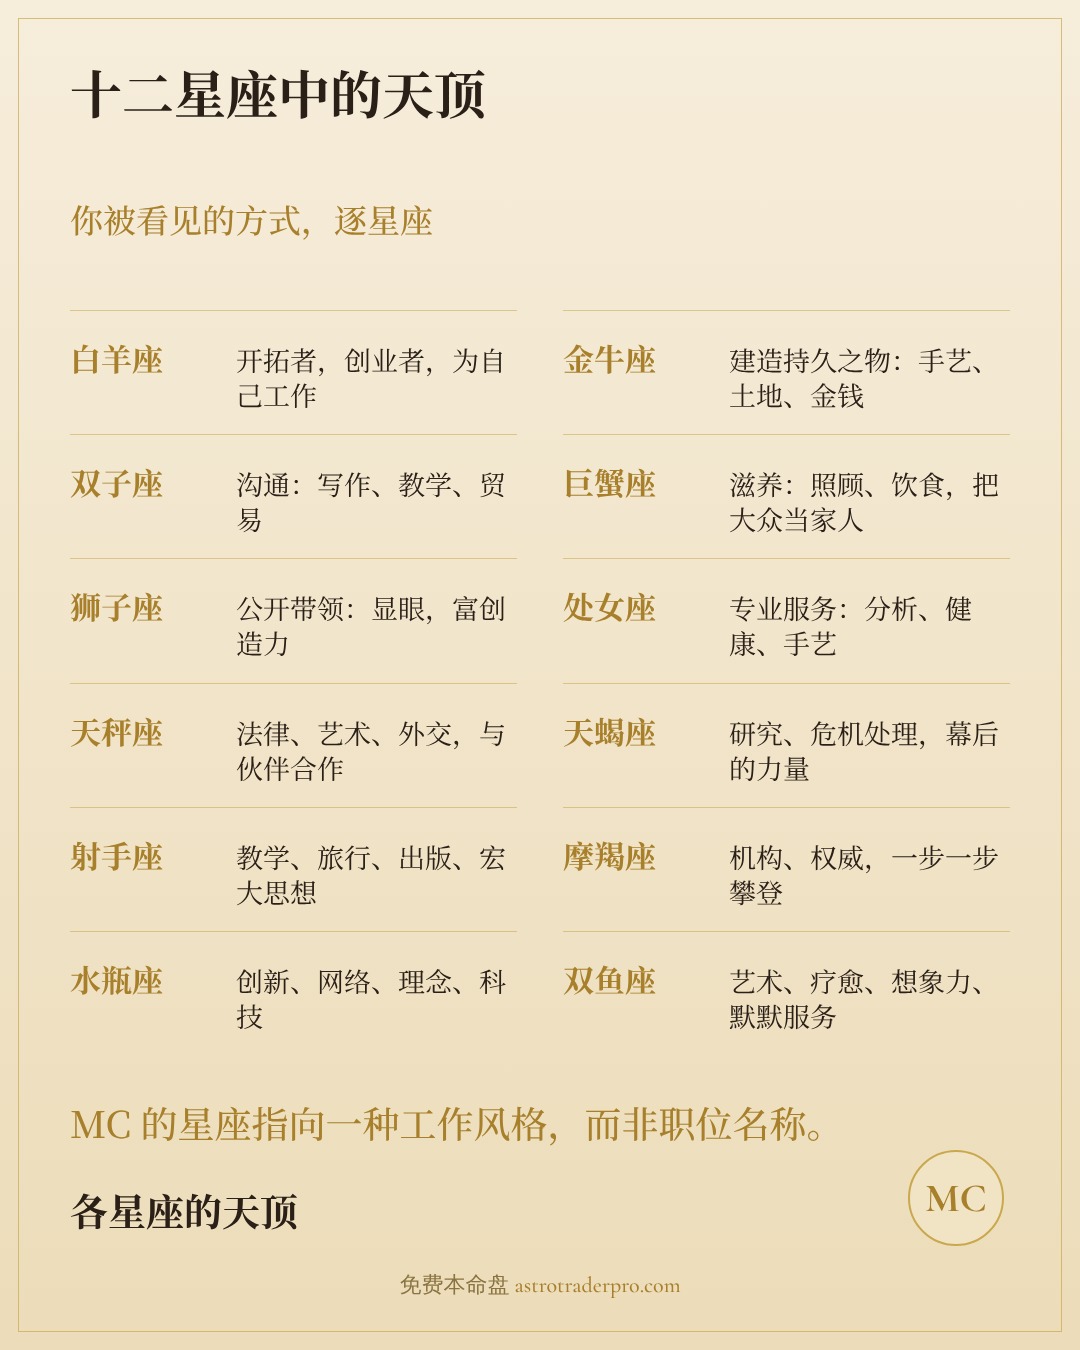 十二星座中的天顶
你被看见的方式，逐星座
白羊座
开拓者，创业者，为自
己工作
金牛座
建造持久之物：手艺、
土地、金钱
双子座
沟通：写作、教学、贸
易
巨蟹座
滋养：照顾、饮食，把
大众当家人
狮子座
公开带领：显眼，富创
造力
处女座
专业服务：分析、健
康、手艺
天秤座
法律、艺术、外交，与
伙伴合作
天蝎座
研究、危机处理，幕后
的力量
射手座
教学、旅行、出版、宏
大思想
摩羯座
机构、权威，一步一步
攀登
水瓶座
创新、网络、理念、科
技
双鱼座
艺术、疗愈、想象力、
默默服务
MC 的星座指向一种工作风格，而非职位名称。
各星座的天顶
MC
免费本命盘 astrotraderpro.com